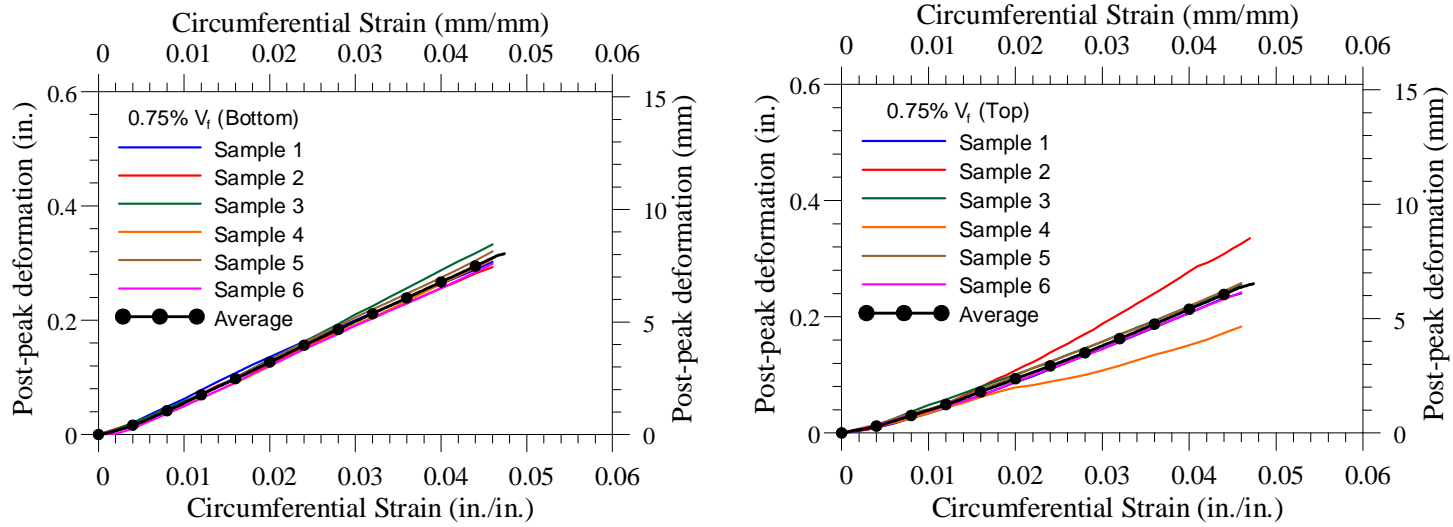 Circumferential Strain (mm/mm)
0 0.01 0.02 0.03 0.04 0.05 0.06
Post-peak deformation (in.)
0.6
0.4
0.2
0
0.75% Vf (Bottom)
Sample 1
Sample 2
Sample 3
Sample 4
Sample 5
Sample 6
Average
15
10
5
0
Post-peak deformation (mm)
0 0.01 0.02 0.03 0.04 0.05 0.06
Circumferential Strain (in./in.)
Circumferential Strain (mm/mm)
0 0.01 0.02 0.03 0.04 0.05 0.06
Post-peak deformation (in.)
0.6
0.4
0.2
0
0.75% Vf (Top)
Sample 1
Sample 2
Sample 3
Sample 4
Sample 5
Sample 6
Average
15
10
5
0
Post-peak deformation (mm)
0 0.01 0.02 0.03 0.04 0.05 0.06
Circumferential Strain (in./in.)